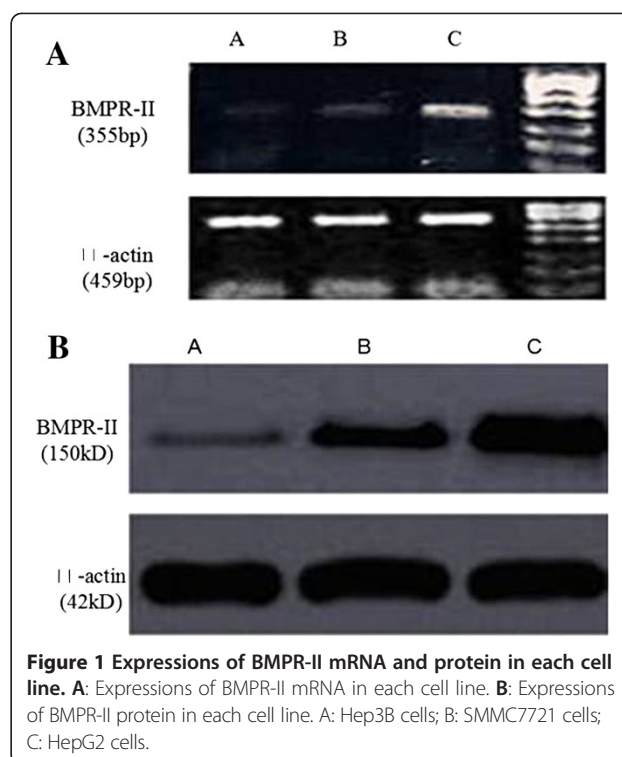 A
A B C
BMPR-II
(355bp)
|| -actin
(459bp)
B
A B C
BMPR-II
(150kD)
|| -actin
(42kD)
Figure 1 Expressions of BMPR-II mRNA and protein in each cell
line. A: Expressions of BMPR-II mRNA in each cell line. B: Expressions
of BMPR-II protein in each cell line. A: Hep3B cells; B: SMMC7721 cells;
C: HepG2 cells.